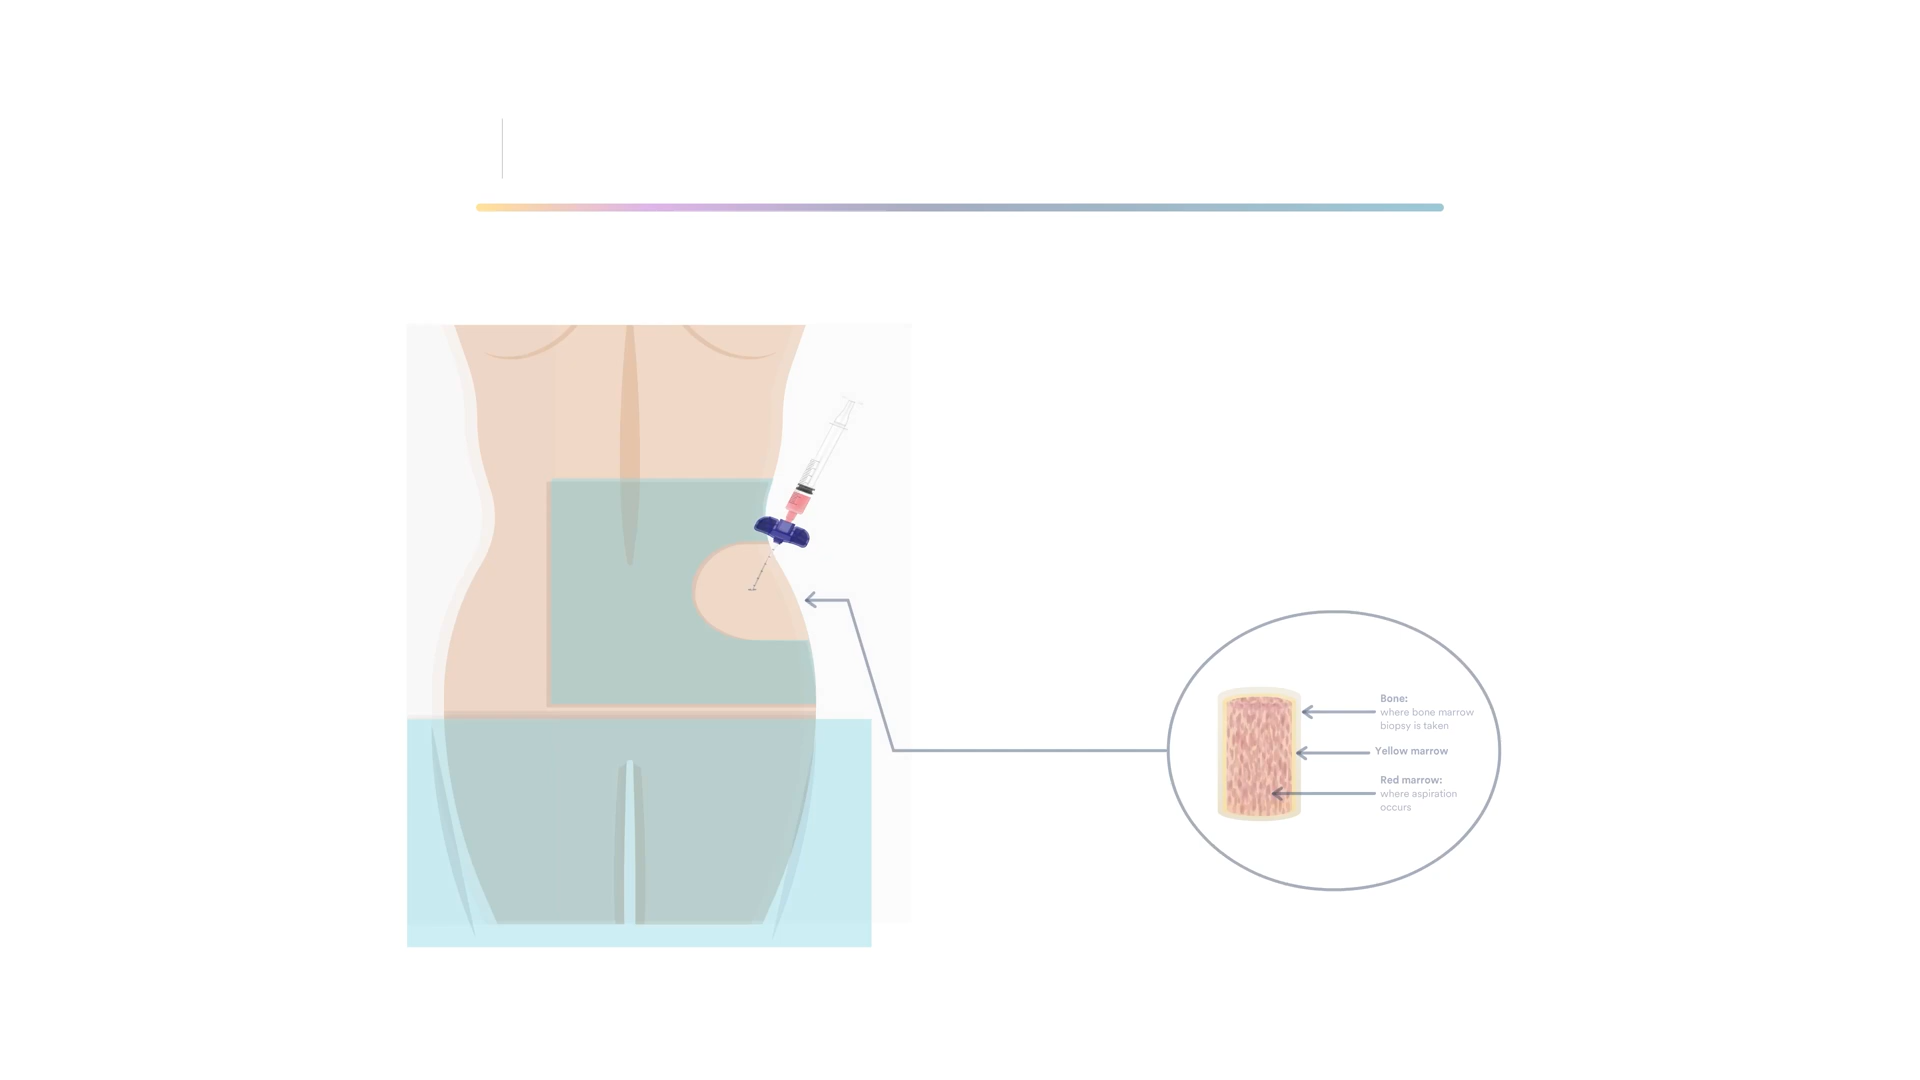 Bone:
where bone marrow
biopsy is taken
Yellow marrow
Red marrow:
where aspiration
occurs